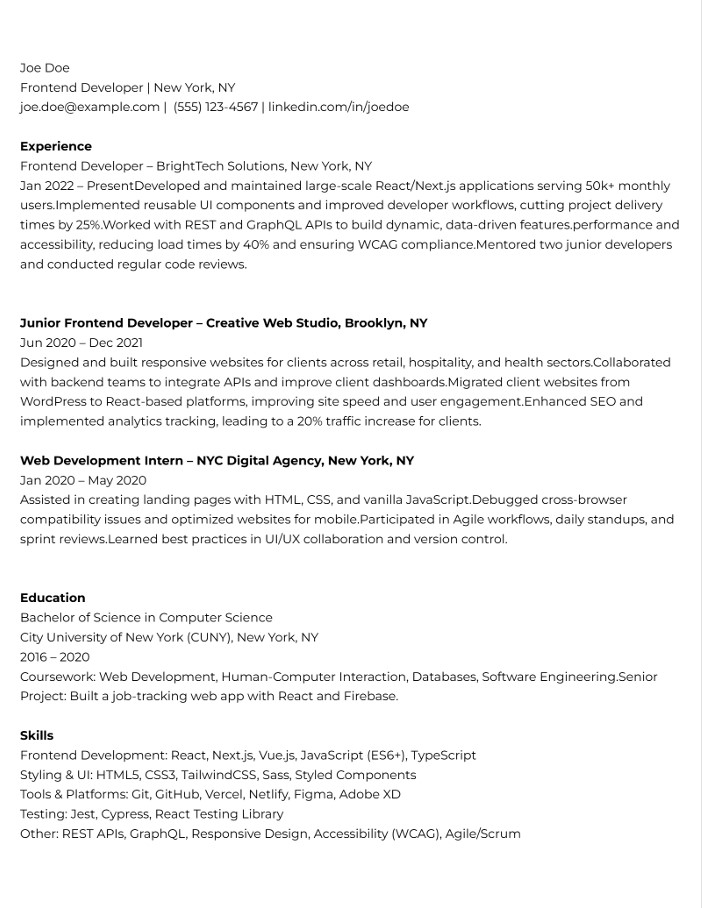 Joe Doe
Frontend Developer | New York, NY
joe.doe@example.com | (555) 123-4567 | linkedin.com/in/joedoe
Experience
Frontend Developer – BrightTech Solutions, New York, NY
Jan 2022 – PresentDeveloped and maintained large-scale React/Next.js applications serving 50k+ monthly
users.Implemented reusable UI components and improved developer workflows, cutting project delivery
times by 25%.Worked with REST and GraphQL APIs to build dynamic, data-driven features.performance and
accessibility, reducing load times by 40% and ensuring WCAG compliance.Mentored two junior developers
and conducted regular code reviews.
Junior Frontend Developer – Creative Web Studio, Brooklyn, NY
Jun 2020 – Dec 2021
Designed and built responsive websites for clients across retail, hospitality, and health sectors.Collaborated
with backend teams to integrate APIs and improve client dashboards.Migrated client websites from
WordPress to React-based platforms, improving site speed and user engagement.Enhanced SEO and
implemented analytics tracking, leading to a 20% traffic increase for clients.
Web Development Intern – NYC Digital Agency, New York, NY
Jan 2020 – May 2020
Assisted in creating landing pages with HTML, CSS, and vanilla JavaScript.Debugged cross-browser
compatibility issues and optimized websites for mobile.Participated in Agile workflows, daily standups, and
sprint reviews.Learned best practices in UI/UX collaboration and version control.
Education
Bachelor of Science in Computer Science
City University of New York (CUNY), New York, NY
2016 – 2020
Coursework: Web Development, Human-Computer Interaction, Databases, Software Engineering.Senior
Project: Built a job-tracking web app with React and Firebase.
Skills
Frontend Development: React, Next.js, Vue.js, JavaScript (ES6+), TypeScript
Styling & UI: HTML5, CSS3, TailwindCSS, Sass, Styled Components
Tools & Platforms: Git, GitHub, Vercel, Netlify, Figma, Adobe XD
Testing: Jest, Cypress, React Testing Library
Other: REST APIs, GraphQL, Responsive Design, Accessibility (WCAG), Agile/Scrum